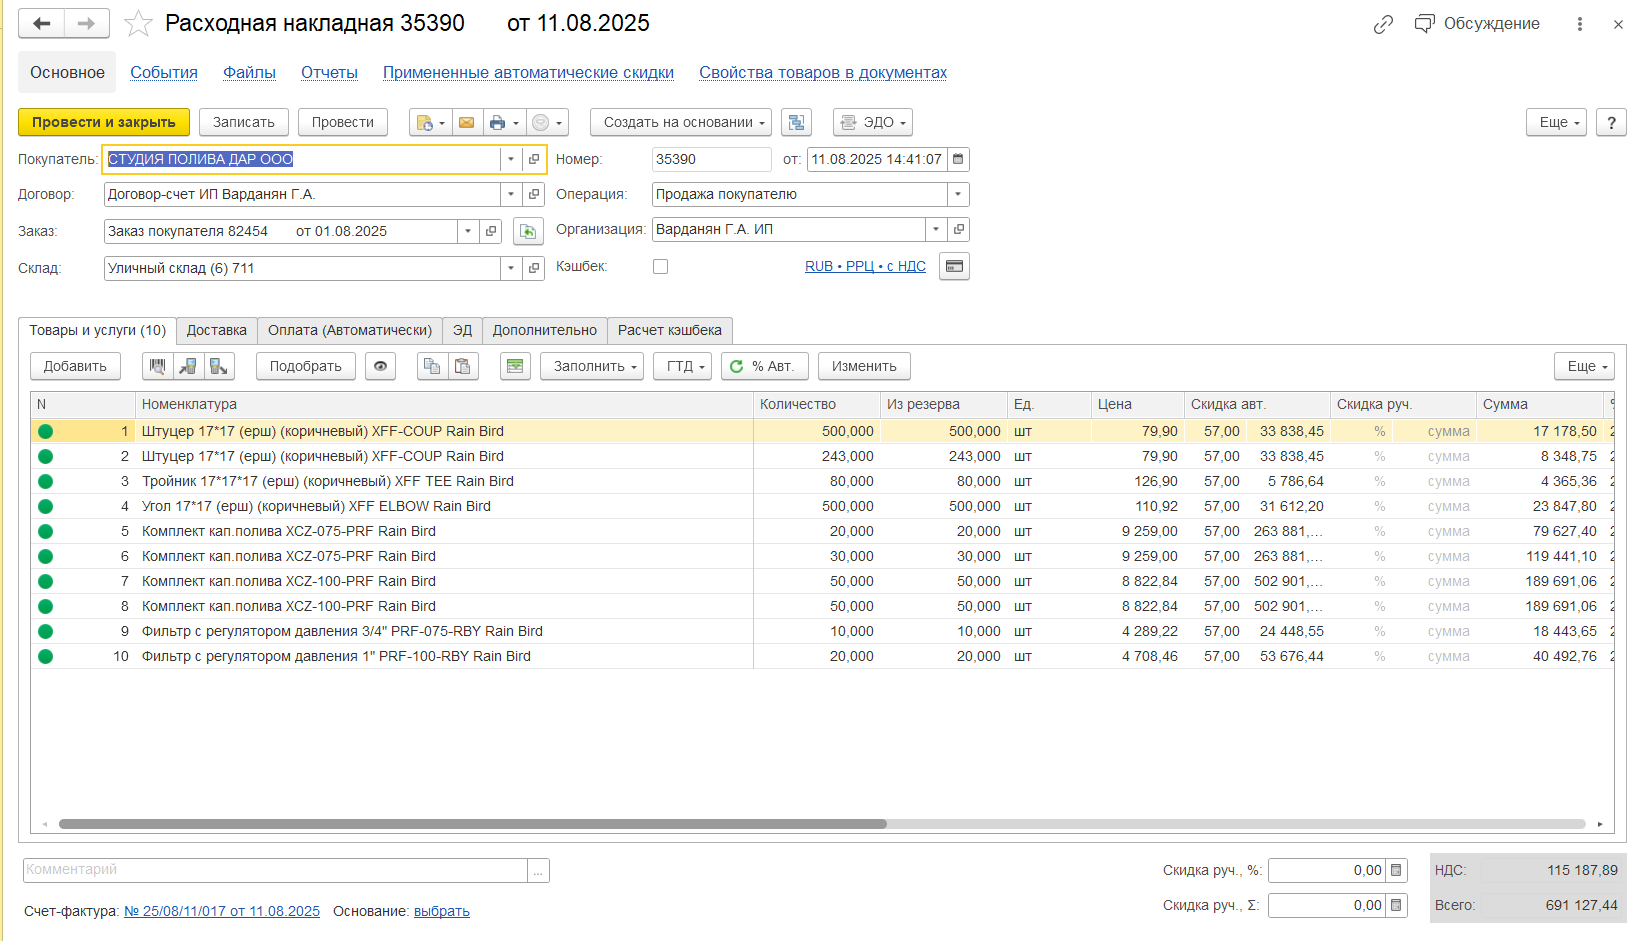 Расходная накладная 35390 от 11.08.2025 Обсуждение
Основное События Файлы Отчеты Примененные автоматические скидки Свойства товаров в документах
Провести и закрыть Записать Провести Создать на основании ЭДО Еще ?
Покупатель: СТУДИЯ ПОЛИВА ДАР ООО Номер: 35390 от: 11.08.2025 14:41:07
Договор: Договор-счет ИП Варданян Г.А. Операция: Продажа покупателю
Заказ: Заказ покупателя 82454 от 01.08.2025 Организация: Варданян Г.А. ИП
Склад: Уличный склад (6) 711 Кэшбек: RUB • РРЦ • с НДС
Товары и услуги (10) Доставка Оплата (Автоматически) ЭД Дополнительно Расчет кэшбека
Добавить Подобрать Заполнить ГТД % Авт. Изменить Еще
N Номенклатура Количество Из резерва Ед. Цена Скидка авт. Скидка руч. Сумма
1 Штуцер 17*17 (ерш) (коричневый) XFF-COUP Rain Bird 500,000 500,000 шт 79,90 57,00 33 838,45 % сумма 17 178,50
2 Штуцер 17*17 (ерш) (коричневый) XFF-COUP Rain Bird 243,000 243,000 шт 79,90 57,00 33 838,45 % сумма 8 348,75
3 Тройник 17*17*17 (ерш) (коричневый) XFF TEE Rain Bird 80,000 80,000 шт 126,90 57,00 5 786,64 % сумма 4 365,36
4 Угол 17*17 (ерш) (коричневый) XFF ELBOW Rain Bird 500,000 500,000 шт 110,92 57,00 31 612,20 % сумма 23 847,80
5 Комплект кап.полива XCZ-075-PRF Rain Bird 20,000 20,000 шт 9 259,00 57,00 263 881,... % сумма 79 627,40
6 Комплект кап.полива XCZ-075-PRF Rain Bird 30,000 30,000 шт 9 259,00 57,00 263 881,... % сумма 119 441,10
7 Комплект кап.полива XCZ-100-PRF Rain Bird 50,000 50,000 шт 8 822,84 57,00 502 901,... % сумма 189 691,06
8 Комплект кап.полива XCZ-100-PRF Rain Bird 50,000 50,000 шт 8 822,84 57,00 502 901,... % сумма 189 691,06
9 Фильтр с регулятором давления 3/4" PRF-075-RBY Rain Bird 10,000 10,000 шт 4 289,22 57,00 24 448,55 % сумма 18 443,65
10 Фильтр с регулятором давления 1" PRF-100-RBY Rain Bird 20,000 20,000 шт 4 708,46 57,00 53 676,44 % сумма 40 492,76
Комментарий ... Скидка руч., %: 0,00 НДС: 115 187,89
Счет-фактура: № 25/08/11/017 от 11.08.2025 Основание: выбрать Скидка руч., Σ: 0,00 Всего: 691 127,44